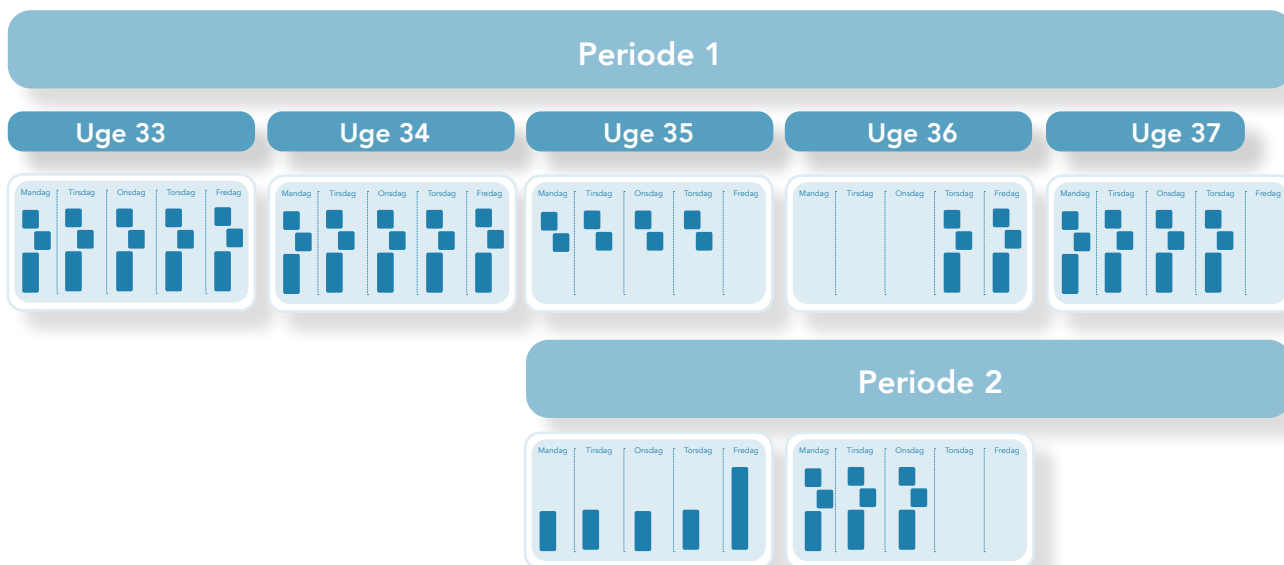 Periode 1
Uge 33 Uge 34 Uge 35 Uge 36 Uge 37
Mandag Tirsdag Onsdag Torsdag Fredag Mandag Tirsdag Onsdag Torsdag Fredag Mandag Tirsdag Onsdag Torsdag Fredag Mandag Tirsdag Onsdag Torsdag Fredag Mandag Tirsdag Onsdag Torsdag Fredag
Periode 2
Mandag Tirsdag Onsdag Torsdag Fredag Mandag Tirsdag Onsdag Torsdag Fredag